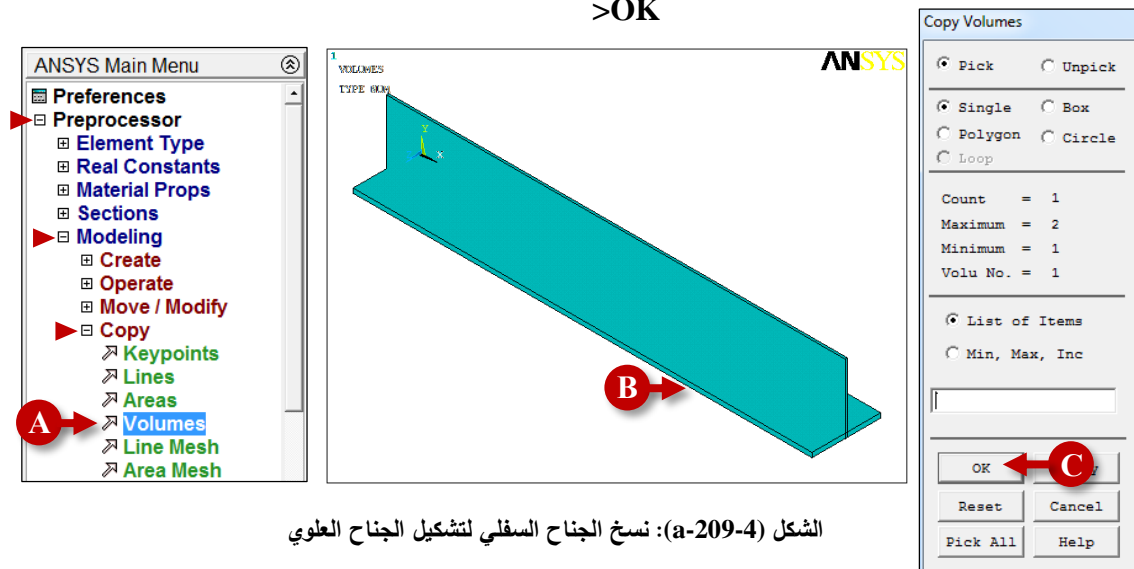 >OK
ANSYS Main Menu
Preferences
Preprocessor
Element Type
Real Constants
Material Props
Sections
Modeling
Create
Operate
Move / Modify
Copy
Keypoints
Lines
Areas
A
Volumes
Line Mesh
Area Mesh
1
VOLUMES
TYPE NUM
ANSYS
Y
X
B
Copy Volumes
Pick Unpick
Single Box
Polygon Circle
Loop
Count = 1
Maximum = 2
Minimum = 1
Volu No. = 1
List of Items
Min, Max, Inc
OK C
Reset Cancel
Pick All Help
الشكل (4-209-a): نسخ الجناح السفلي لتشكيل الجناح العلوي